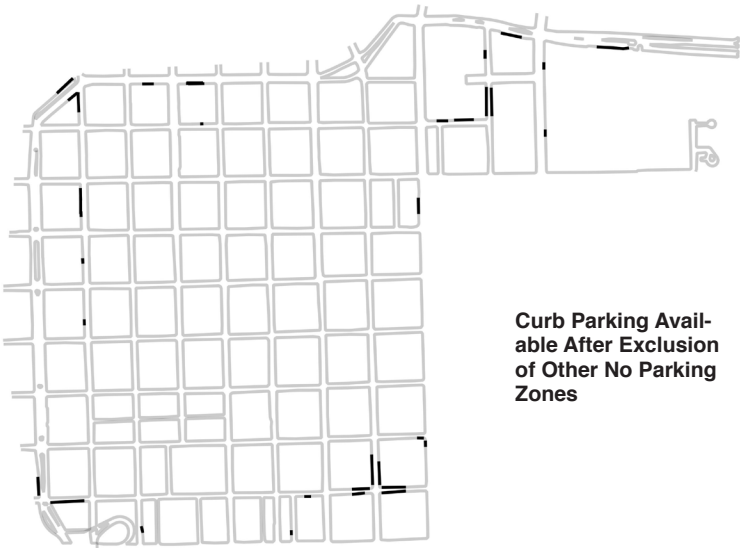 Curb Parking Avail-
able After Exclusion
of Other No Parking
Zones